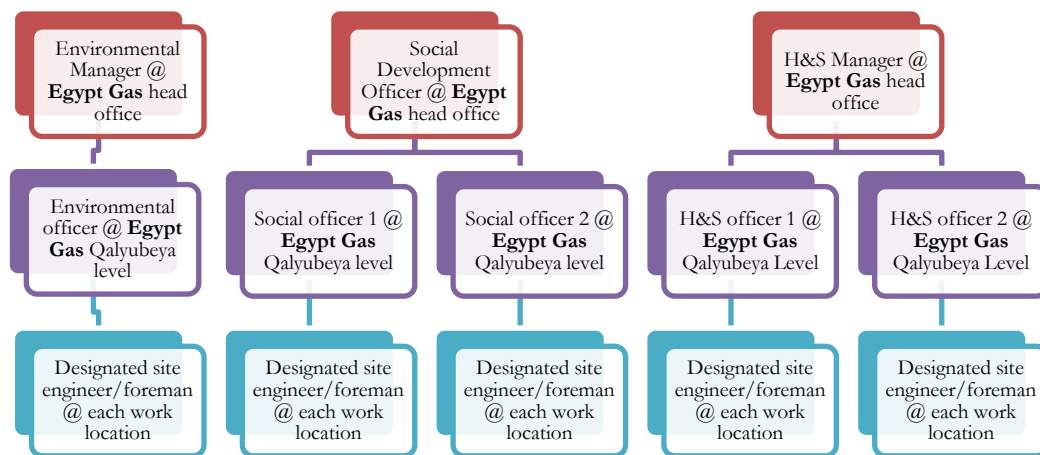 Environmental
Manager @
Egypt Gas head
office
Social
Development
Officer @ Egypt
Gas head office
H&S Manager @
Egypt Gas head
office
Environmental
officer @ Egypt
Gas Qalyubeya
level
Social officer 1 @
Egypt Gas
Qalyubeya level
Social officer 2 @
Egypt Gas
Qalyubeya level
H&S officer 1 @
Egypt Gas
Qalyubeya Level
H&S officer 2 @
Egypt Gas
Qalyubeya Level
Designated site
engineer/foreman
@ each work
location
Designated site
engineer/foreman
@ each work
location
Designated site
engineer/foreman
@ each work
location
Designated site
engineer/foreman
@ each work
location
Designated site
engineer/foreman
@ each work
location